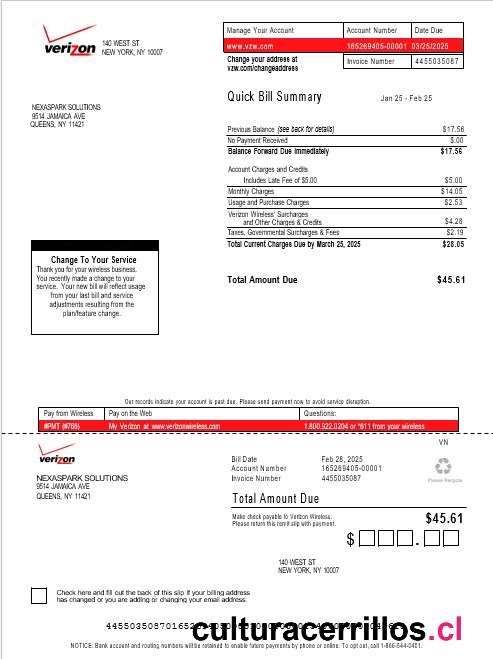 verizon
140 WEST ST
NEW YORK, NY 10007
Manage Your Account Account Number Date Due
www.vzw.com 165269405-00001 03/25/2025
Change your address at
vzw.com/changeaddress
Invoice Number 4455035087
Quick Bill Summary Jan 25 - Feb 25
NEXASPARK SOLUTIONS
9514 JAMAICA AVE
QUEENS, NY 11421
Previous Balance (see back for details) $17.56
No Payment Received $.00
Balance Forward Due Immediately $17.56
Account Charges and Credits
Includes Late Fee of $5.00 $5.00
Monthly Charges $14.05
Usage and Purchase Charges $2.53
Verizon Wireless' Surcharges
and Other Charges & Credits $4.28
Taxes, Governmental Surcharges & Fees $2.19
Total Current Charges Due by March 25, 2025 $28.05
Change To Your Service
Thank you for your wireless business.
You recently made a change to your
service. Your new bill will reflect usage
from your last bill and service
adjustments resulting from the
plan/feature change.
Total Amount Due $45.61
Our records indicate your account is past due. Please send payment now to avoid service disruption.
Pay from Wireless Pay on the Web Questions:
#PMT (#768) My Verizon at www.verizonwireless.com 1.800.922.0204 or *611 from your wireless
VN
verizon
Please Recycle
NEXASPARK SOLUTIONS
9514 JAMAICA AVE
QUEENS, NY 11421
Bill Date Feb 28, 2025
Account Number 165269405-00001
Invoice Number 4455035087
Total Amount Due
Make check payable to Verizon Wireless.
Please return this remit slip with payment.
$45.61
$ .
140 WEST ST
NEW YORK, NY 10007
Check here and fill out the back of this slip if your billing address
has changed or you are adding or changing your email address.
culturacerrillos.cl
NOTICE: Bank account and routing numbers will be retained to enable future payments by phone or online. To opt out, call 1-866-544-0401.